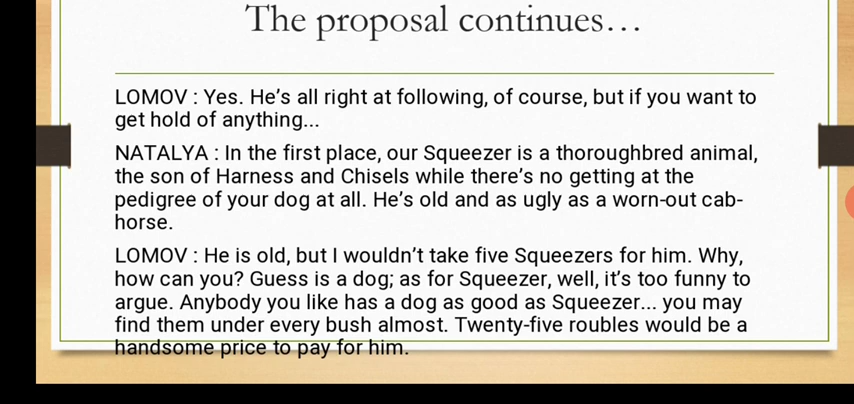 The proposal continues…
LOMOV : Yes. He's all right at following, of course, but if you want to
get hold of anything...
NATALYA : In the first place, our Squeezer is a thoroughbred animal,
the son of Harness and Chisels while there's no getting at the
pedigree of your dog at all. He's old and as ugly as a worn-out cab-
horse.
LOMOV : He is old, but I wouldn't take five Squeezers for him. Why,
how can you? Guess is a dog; as for Squeezer, well, it's too funny to
argue. Anybody you like has a dog as good as Squeezer... you may
find them under every bush almost. Twenty-five roubles would be a
handsome price to pay for him.